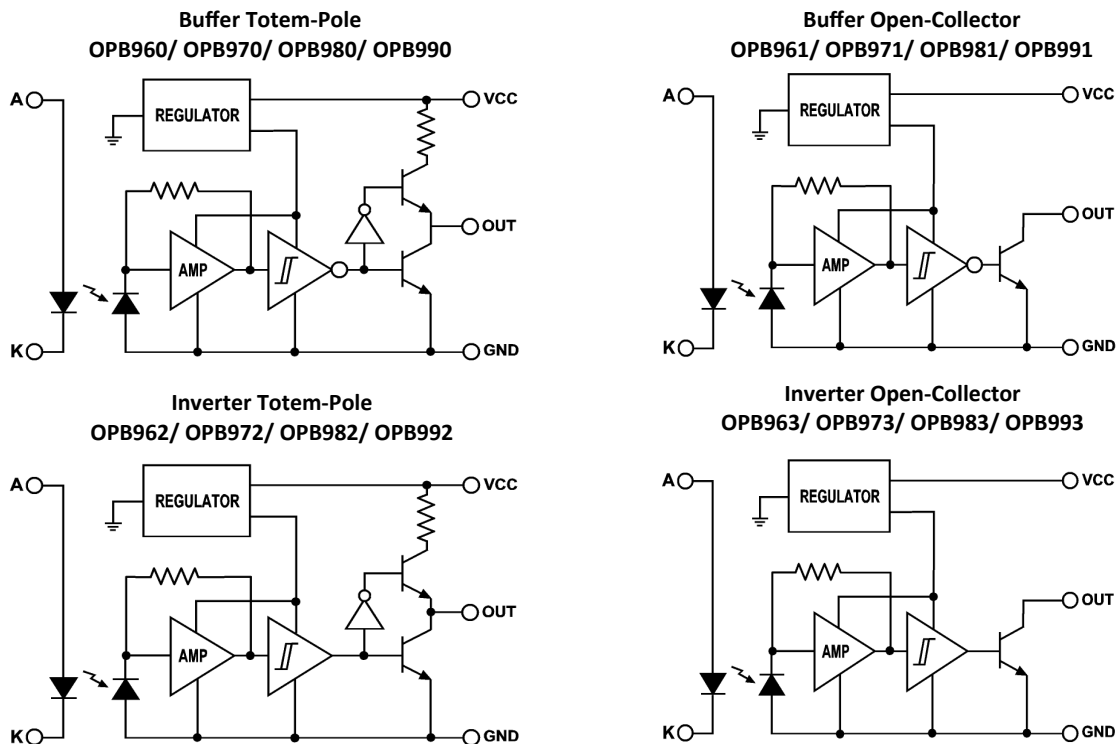 Buffer Totem-Pole
OPB960/ OPB970/ OPB980/ OPB990
A
REGULATOR
VCC
AMP
OUT
K
GND
Buffer Open-Collector
OPB961/ OPB971/ OPB981/ OPB991
A
REGULATOR
VCC
OUT
AMP
K
GND
Inverter Totem-Pole
OPB962/ OPB972/ OPB982/ OPB992
A
REGULATOR
VCC
OUT
AMP
K
GND
Inverter Open-Collector
OPB963/ OPB973/ OPB983/ OPB993
A
REGULATOR
VCC
OUT
AMP
K
GND